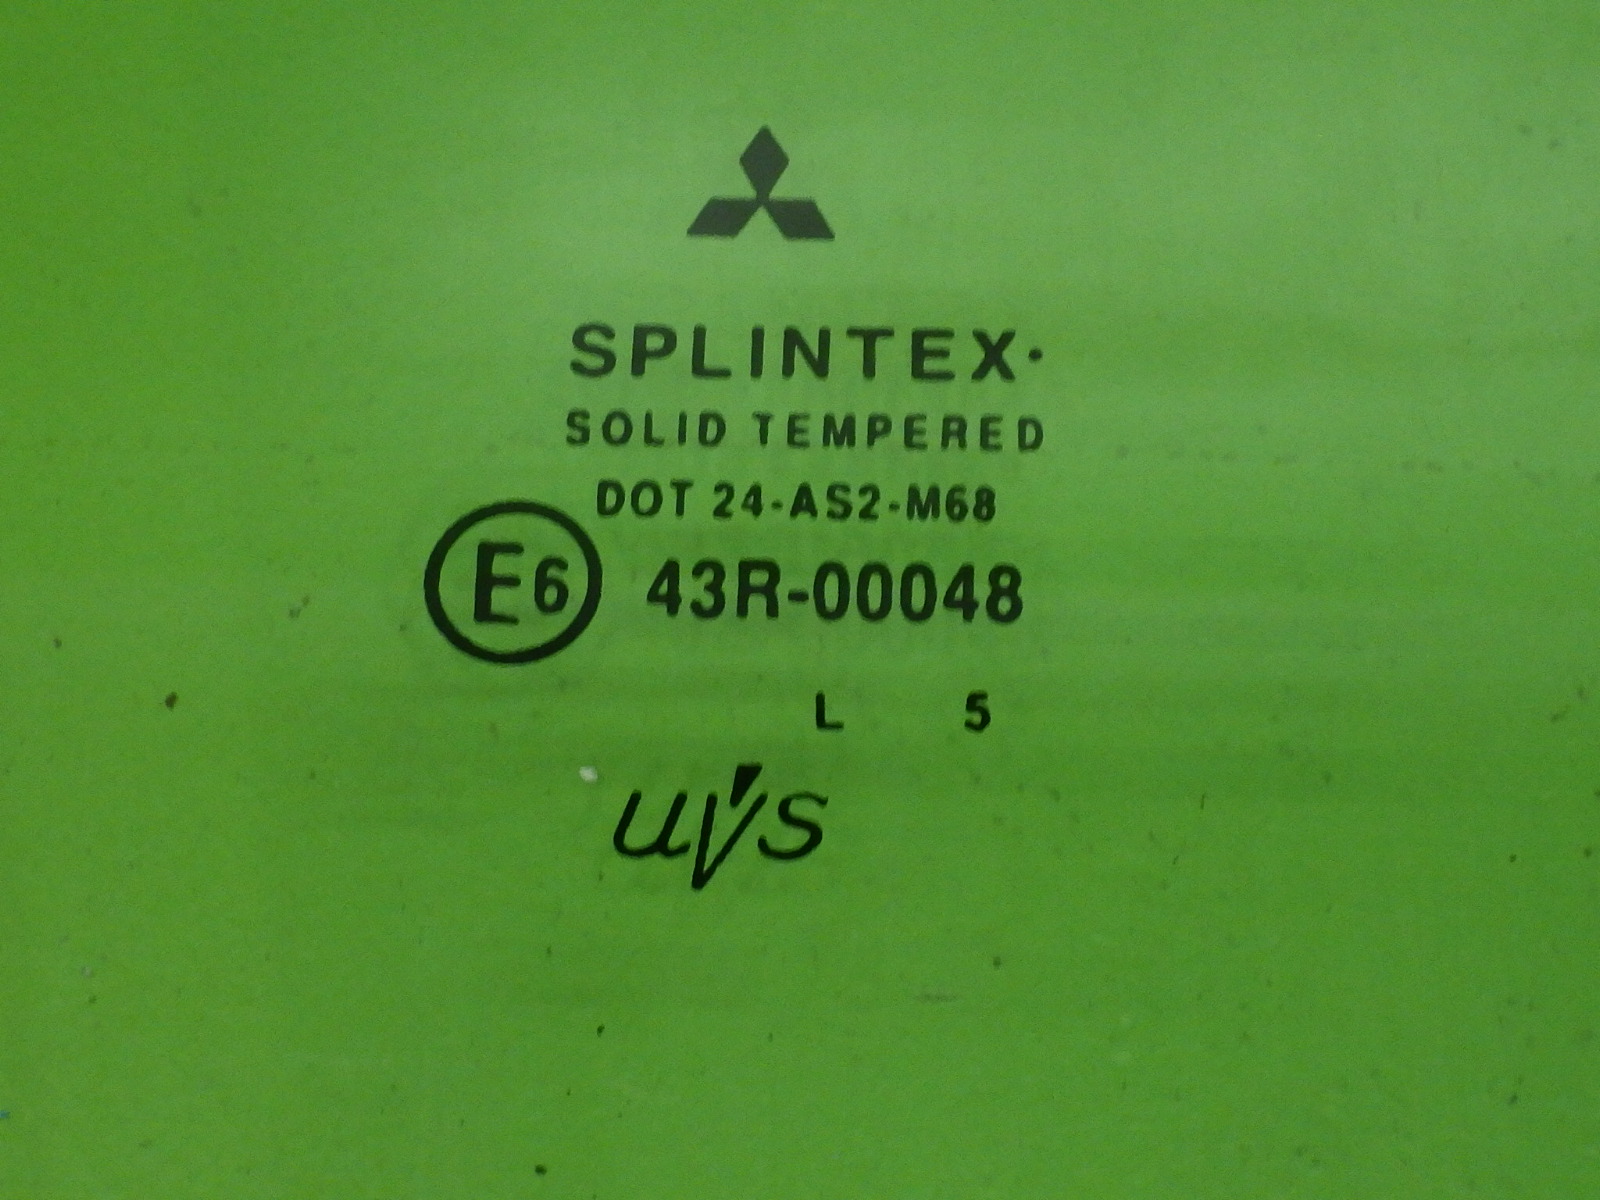 SPLINTEX·
SOLID TEMPERED
DOT 24-AS2-M68
E6 43R-00048
L 5
uvs